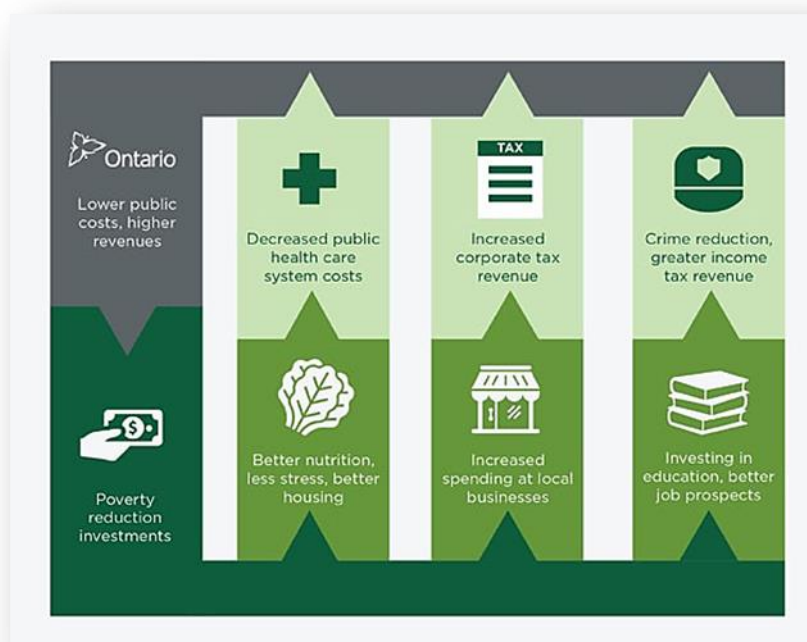 Ontario
Lower public
costs, higher
revenues
Decreased public
health care
system costs
TAX
Increased
corporate tax
revenue
Crime reduction,
greater income
tax revenue
$
Poverty
reduction
investments
Better nutrition,
less stress, better
housing
Increased
spending at local
businesses
Investing in
education, better
job prospects